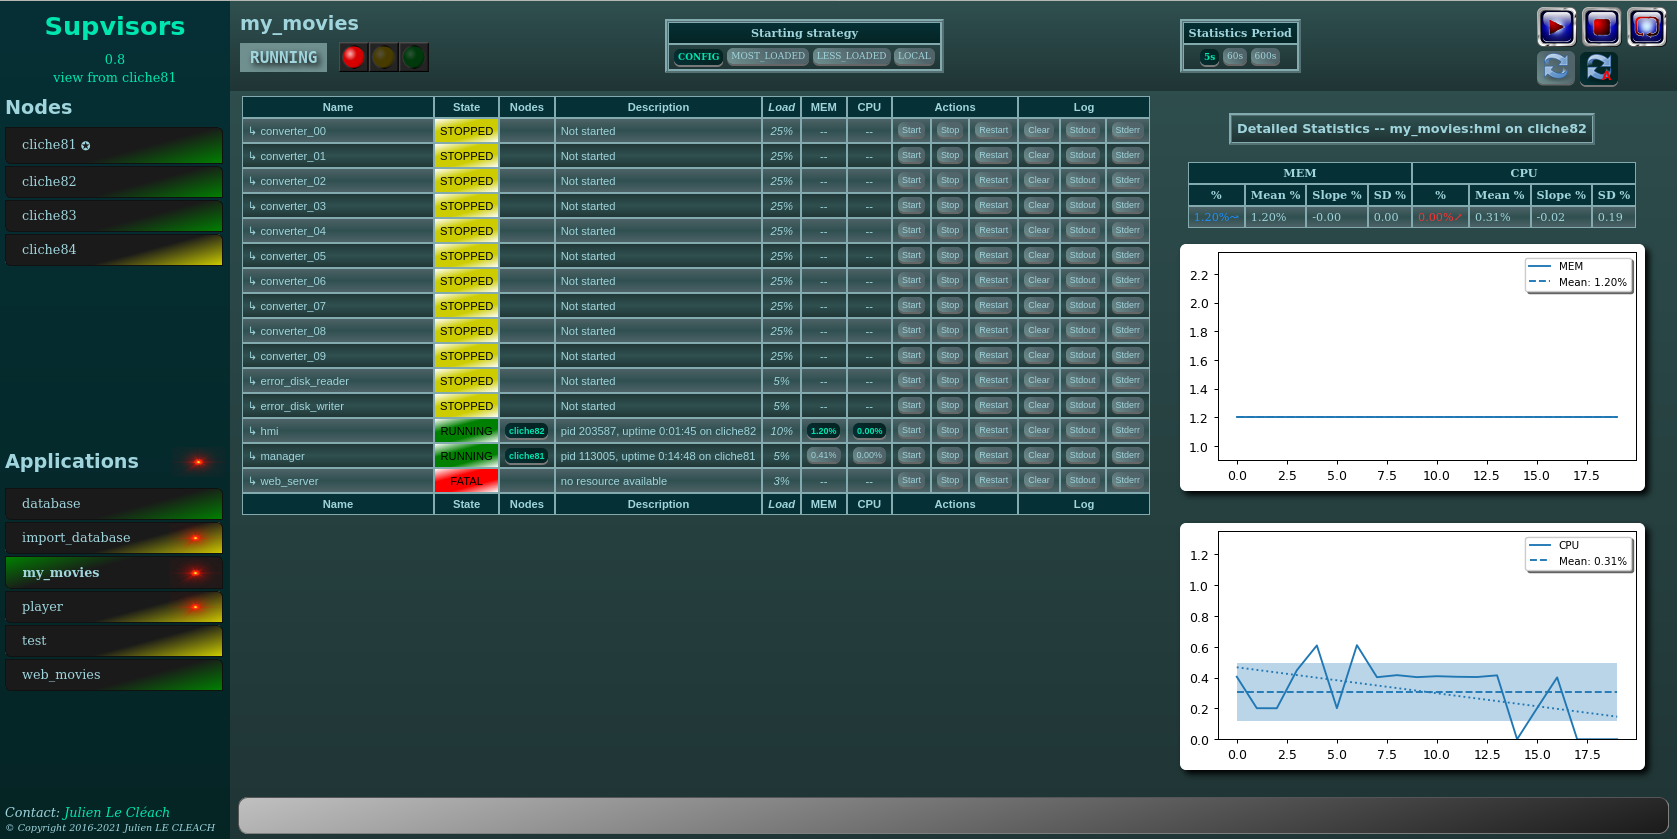 Supvisors
0.8
view from cliche81
Nodes
cliche81 ✪
cliche82
cliche83
cliche84
Applications
database
import_database
my_movies
player
test
web_movies
Contact: Julien Le Cléach
© Copyright 2016-2021 Julien LE CLEACH
my_movies
RUNNING
Starting strategy
CONFIG MOST_LOADED LESS_LOADED LOCAL
Statistics Period
5s 60s 600s
Name State Nodes Description Load MEM CPU Actions Log
↳ converter_00 STOPPED Not started 25% -- -- Start Stop Restart Clear Stdout Stderr
↳ converter_01 STOPPED Not started 25% -- -- Start Stop Restart Clear Stdout Stderr
↳ converter_02 STOPPED Not started 25% -- -- Start Stop Restart Clear Stdout Stderr
↳ converter_03 STOPPED Not started 25% -- -- Start Stop Restart Clear Stdout Stderr
↳ converter_04 STOPPED Not started 25% -- -- Start Stop Restart Clear Stdout Stderr
↳ converter_05 STOPPED Not started 25% -- -- Start Stop Restart Clear Stdout Stderr
↳ converter_06 STOPPED Not started 25% -- -- Start Stop Restart Clear Stdout Stderr
↳ converter_07 STOPPED Not started 25% -- -- Start Stop Restart Clear Stdout Stderr
↳ converter_08 STOPPED Not started 25% -- -- Start Stop Restart Clear Stdout Stderr
↳ converter_09 STOPPED Not started 25% -- -- Start Stop Restart Clear Stdout Stderr
↳ error_disk_reader STOPPED Not started 5% -- -- Start Stop Restart Clear Stdout Stderr
↳ error_disk_writer STOPPED Not started 5% -- -- Start Stop Restart Clear Stdout Stderr
↳ hmi RUNNING cliche82 pid 203587, uptime 0:01:45 on cliche82 10% 1.20% 0.00% Start Stop Restart Clear Stdout Stderr
↳ manager RUNNING cliche81 pid 113005, uptime 0:14:48 on cliche81 5% 0.41% 0.00% Start Stop Restart Clear Stdout Stderr
↳ web_server FATAL no resource available 3% -- -- Start Stop Restart Clear Stdout Stderr
Name State Nodes Description Load MEM CPU Actions Log
Detailed Statistics -- my_movies:hmi on cliche82
MEM CPU
% Mean % Slope % SD % % Mean % Slope % SD %
1.20%~ 1.20% -0.00 0.00 0.00%↗ 0.31% -0.02 0.19
MEM
Mean: 1.20%
2.2
2.0
1.8
1.6
1.4
1.2
1.0
0.0 2.5 5.0 7.5 10.0 12.5 15.0 17.5
CPU
Mean: 0.31%
1.2
1.0
0.8
0.6
0.4
0.2
0.0
0.0 2.5 5.0 7.5 10.0 12.5 15.0 17.5